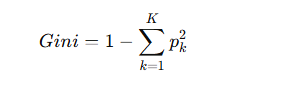 Gini = 1 − ∑_{k=1}^{K} p_k^2